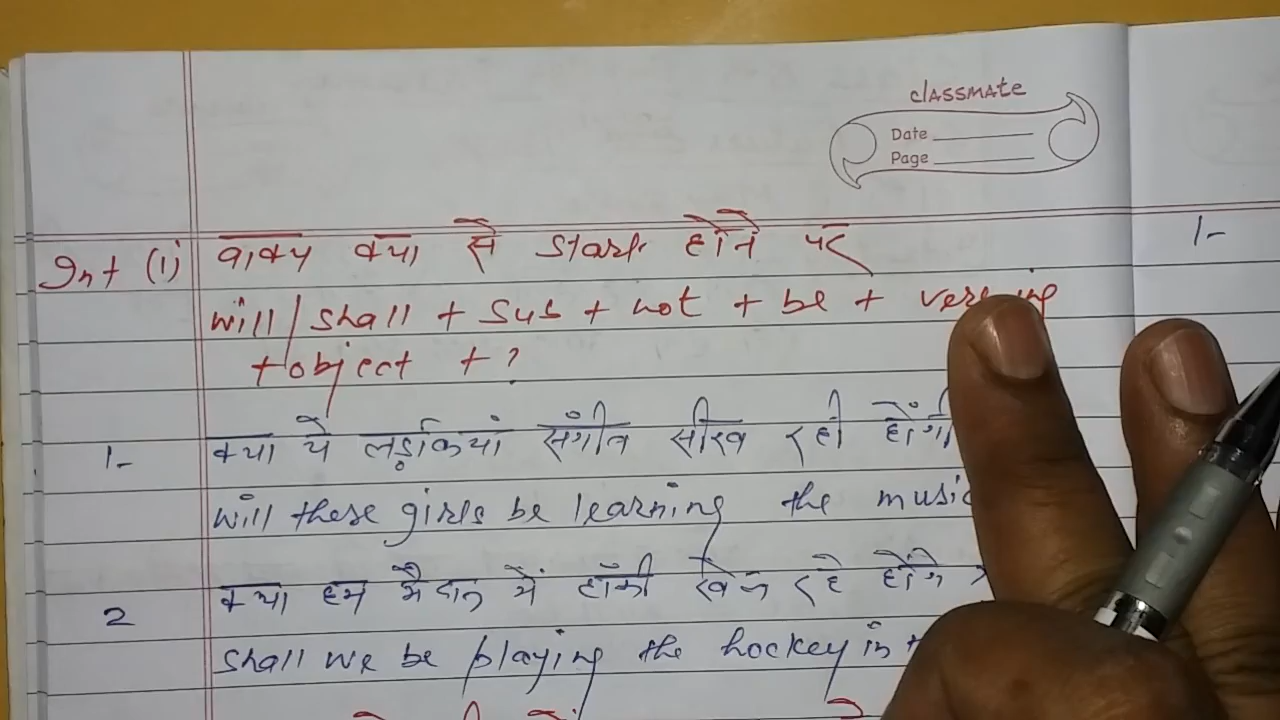 classmate
Date
Page
1-
Int (i) वाक्य क्या से start होने पर
will / shall + sub + not + be +
+ object + ?
1- क्या ये लड़कियां संगीत सीख रही होंगी
will these girls be learning the music
2 क्या हम मैदान में हॉकी खेल रहे होंगे ?
shall we be playing the hockey in